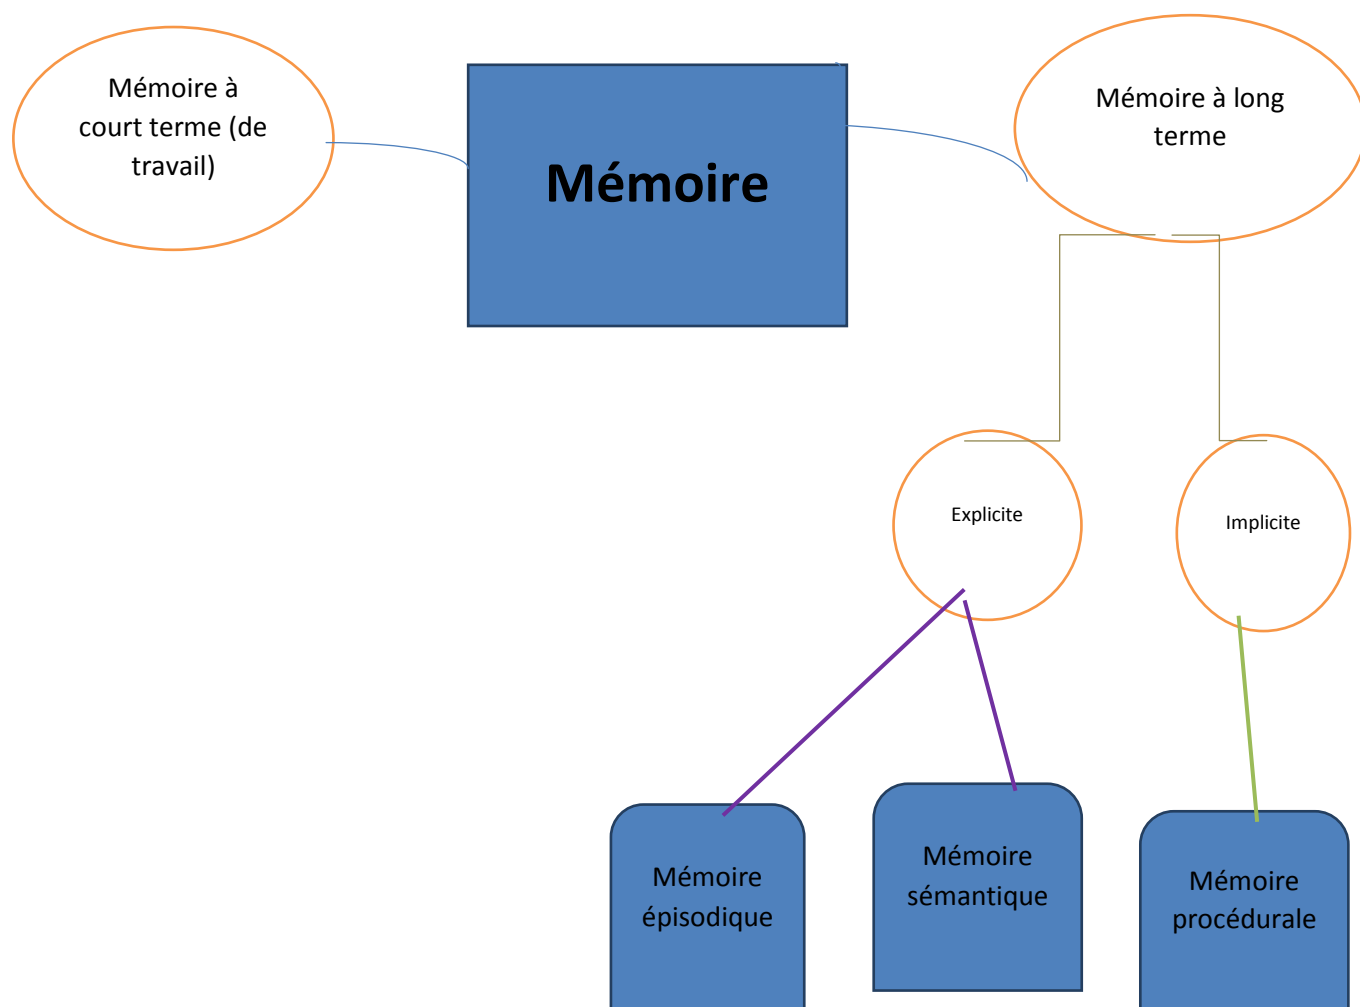 Mémoire à
court terme (de
travail)
Mémoire
Mémoire à long
terme
Explicite
Implicite
Mémoire
épisodique
Mémoire
sémantique
Mémoire
procédurale